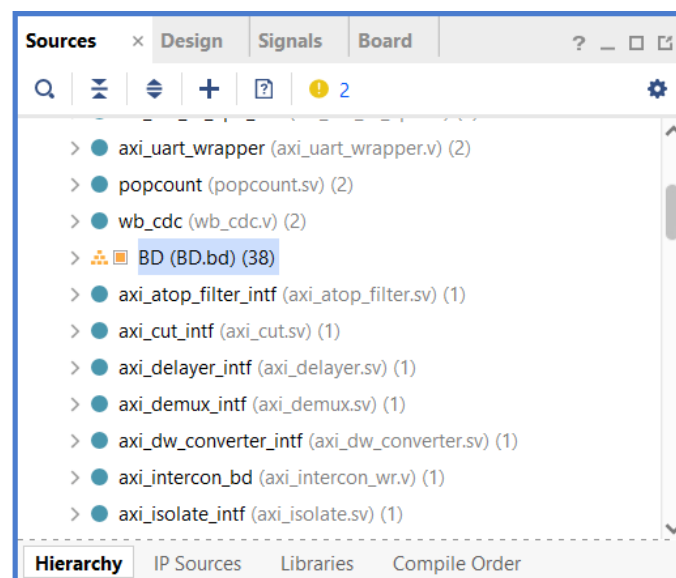 Sources × Design Signals Board ? _
2
axi_uart_wrapper (axi_uart_wrapper.v) (2)
popcount (popcount.sv) (2)
wb_cdc (wb_cdc.v) (2)
BD (BD.bd) (38)
axi_atop_filter_intf (axi_atop_filter.sv) (1)
axi_cut_intf (axi_cut.sv) (1)
axi_delayer_intf (axi_delayer.sv) (1)
axi_demux_intf (axi_demux.sv) (1)
axi_dw_converter_intf (axi_dw_converter.sv) (1)
axi_intercon_bd (axi_intercon_wr.v) (1)
axi_isolate_intf (axi_isolate.sv) (1)
Hierarchy IP Sources Libraries Compile Order